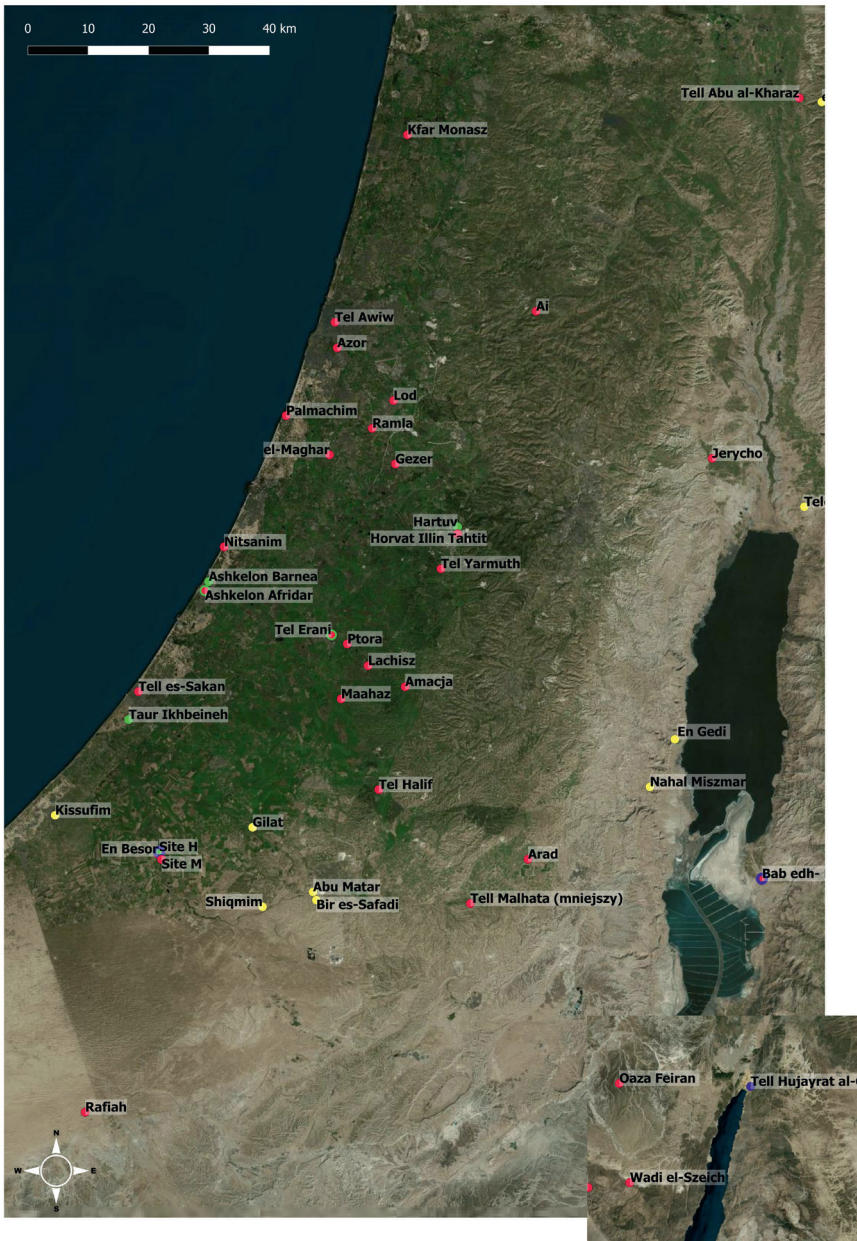 0 10 20 30 40 km
Tell Abu al-Kharaz
Kfar Monasz
Ai
Tel Awiw
Azor
Lod
Palmachim
Ramla
el-Maghar
Gezer
Jerycho
Hartuv
Horvat Illin Tahtit
Nitsanim
Tel Yarmuth
Ashkelon Barnea
Ashkelon Afridar
Tel Erani
Ptora
Lachisz
Amacja
Tell es-Sakan
Maahaz
Taur Ikhbeineh
En Gedi
Nahal Miszmar
Tel Halif
Kissufim
Gilat
En Besor
Site H
Site M
Arad
Bab edh-
Abu Matar
Bir es-Safadi
Shiqmim
Tell Malhata (mniejszy)
Oaza Feiran
Tell Hujayrat al-
Rafiah
N
W E
S
Wadi el-Szeich